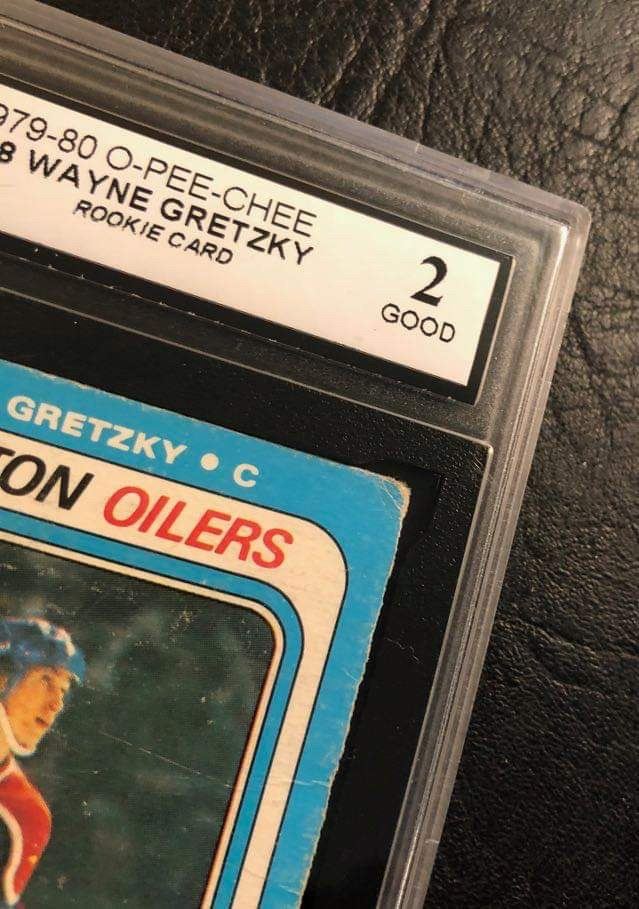 979-80 O-PEE-CHEE
8 WAYNE GRETZKY
ROOKIE CARD
2
GOOD
GRETZKY • C
TON OILERS